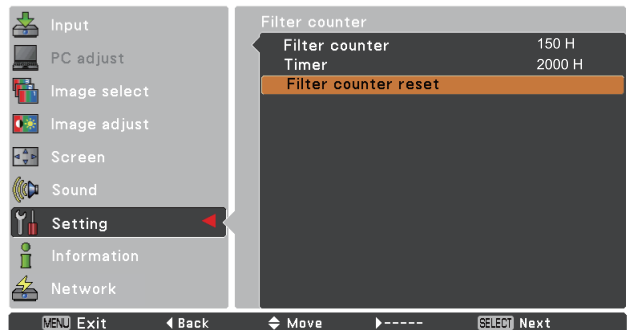 Input
PC adjust
Image select
Image adjust
Screen
Sound
Setting
Information
Network
Filter counter
Filter counter 150 H
Timer 2000 H
Filter counter reset
MENU Exit Back Move ----- SELECT Next